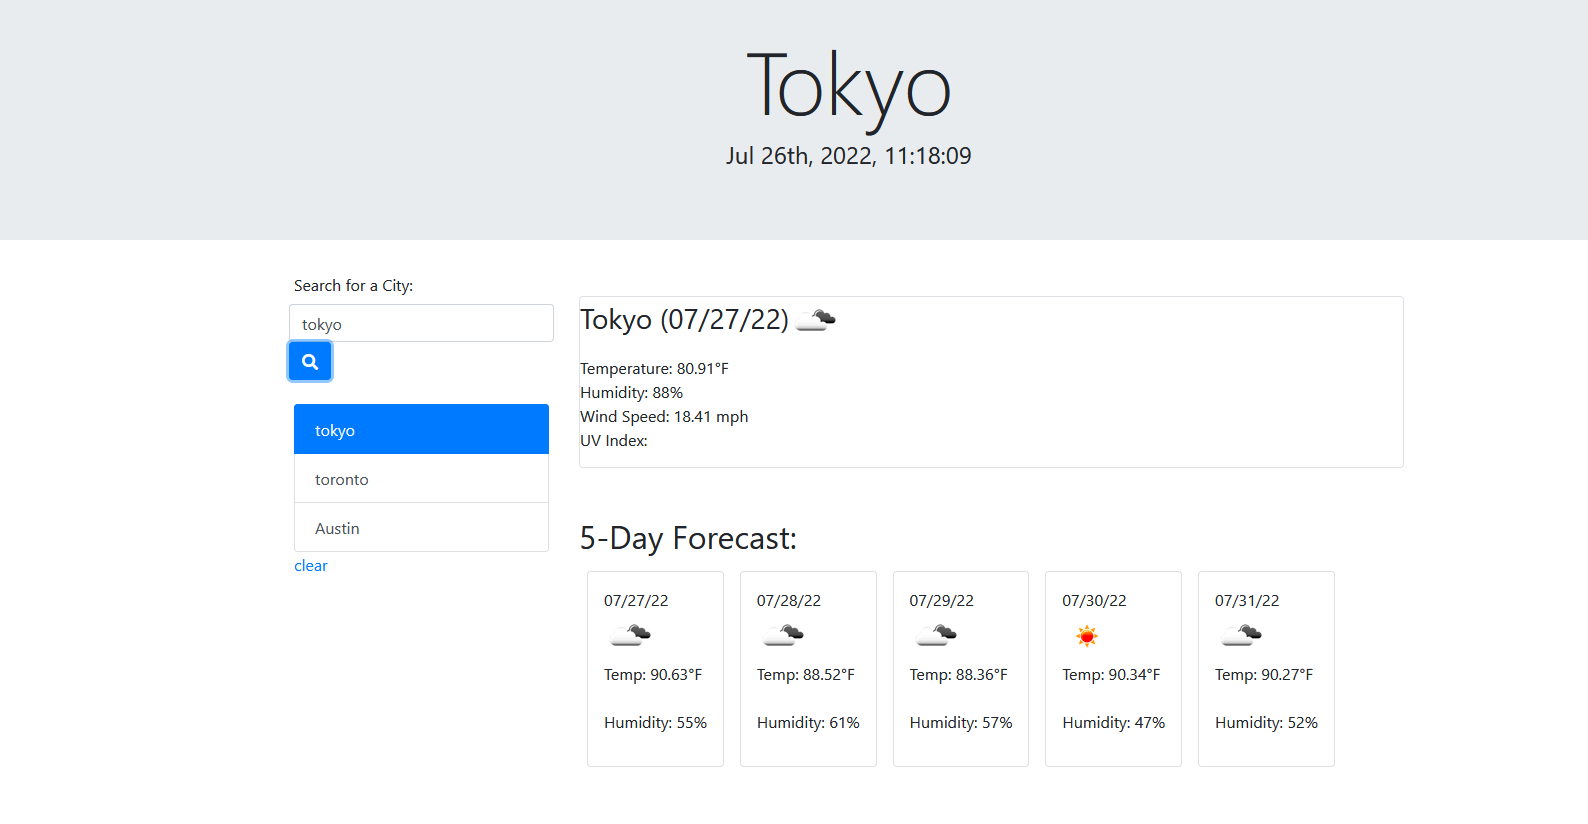 Tokyo
Jul 26th, 2022, 11:18:09
Search for a City:
tokyo
tokyo
toronto
Austin
clear
Tokyo (07/27/22)
Temperature: 80.91°F
Humidity: 88%
Wind Speed: 18.41 mph
UV Index:
5-Day Forecast:
07/27/22
Temp: 90.63°F
Humidity: 55%
07/28/22
Temp: 88.52°F
Humidity: 61%
07/29/22
Temp: 88.36°F
Humidity: 57%
07/30/22
Temp: 90.34°F
Humidity: 47%
07/31/22
Temp: 90.27°F
Humidity: 52%